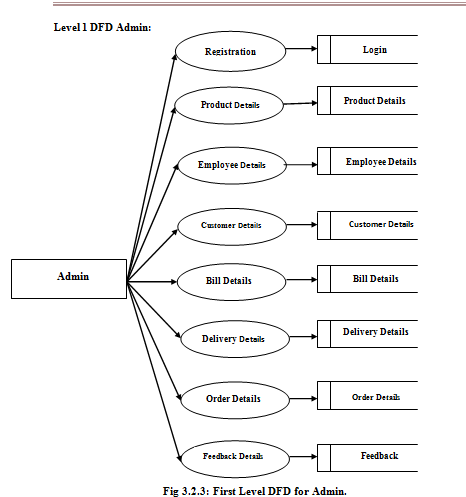 Level 1 DFD Admin:
Registration
Login
Product Details
Product Details
Employee Details
Employee Details
Customer Details
Customer Details
Admin
Bill Details
Bill Details
Delivery Details
Delivery Details
Order Details
Order Details
Feedback Details
Feedback
Fig 3.2.3: First Level DFD for Admin.